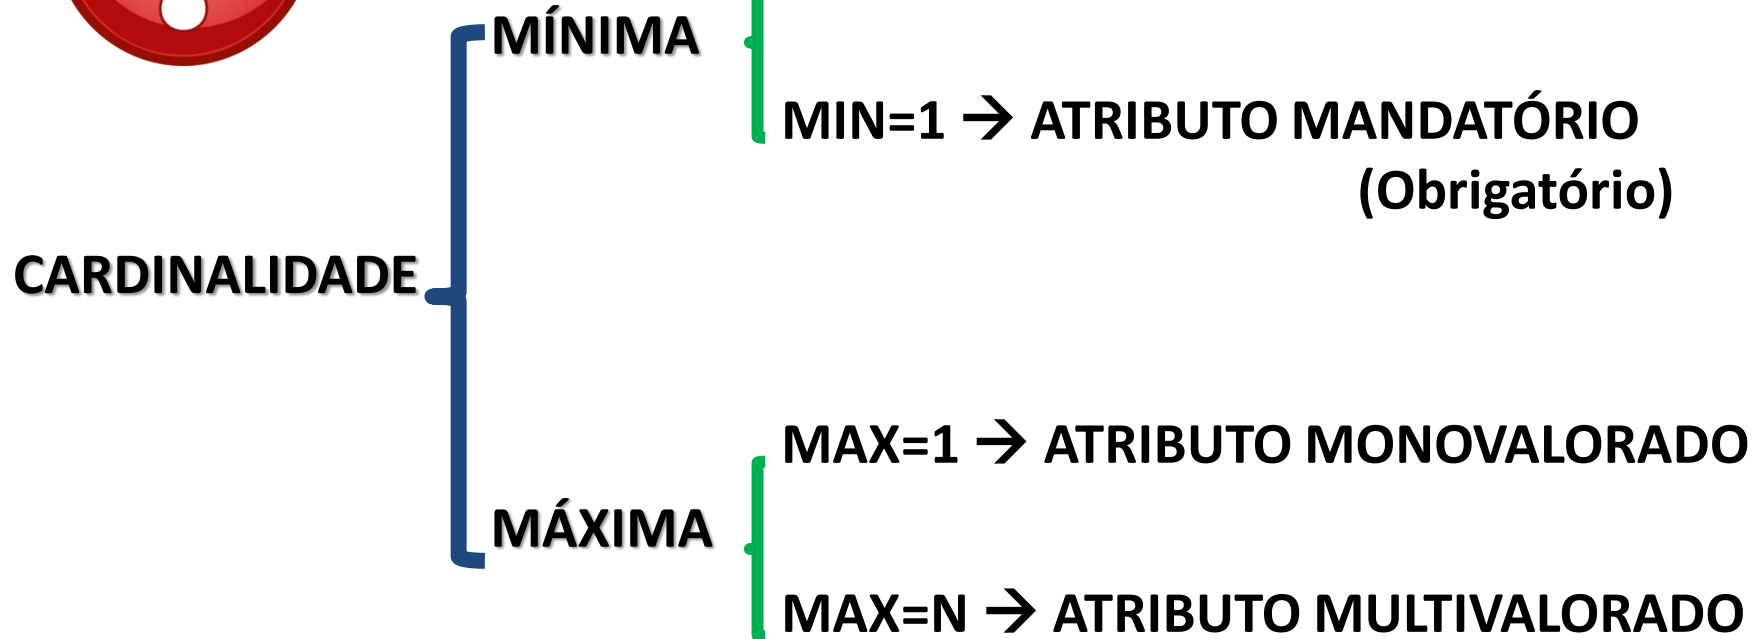 MÍNIMA
MIN=1 → ATRIBUTO MANDATÓRIO
(Obrigatório)
CARDINALIDADE
MAX=1 → ATRIBUTO MONOVALORADO
MÁXIMA
MAX=N → ATRIBUTO MULTIVALORADO